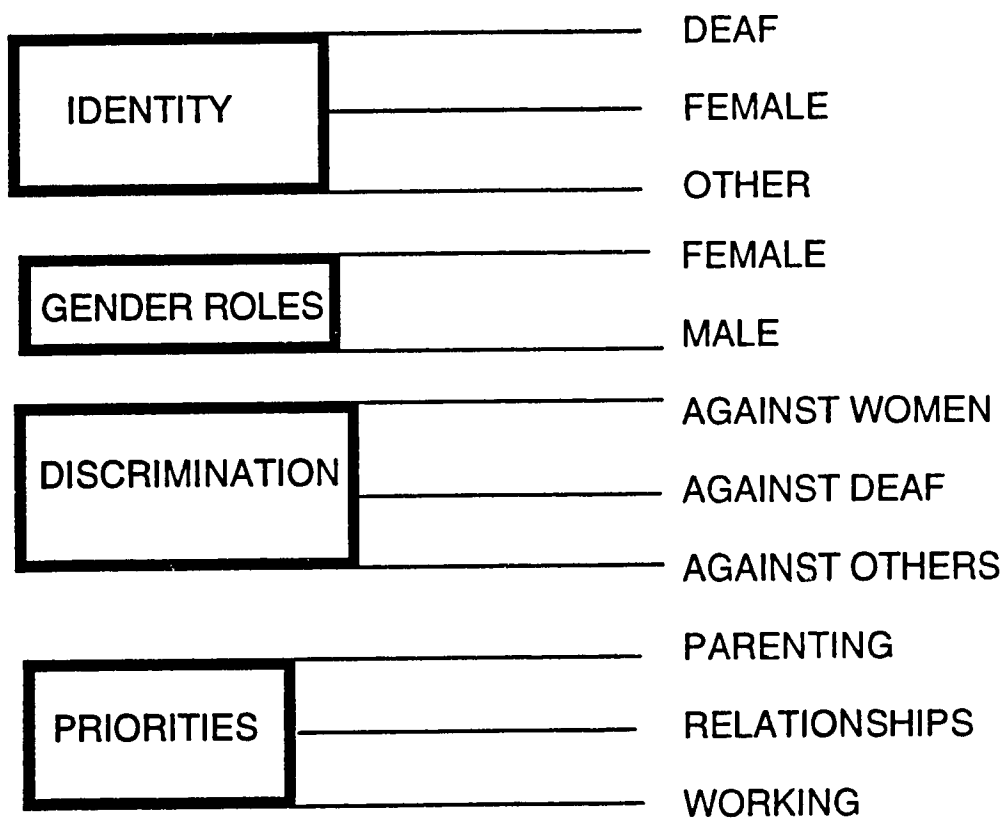 DEAF
IDENTITY
FEMALE
OTHER
FEMALE
GENDER ROLES
MALE
AGAINST WOMEN
DISCRIMINATION
AGAINST DEAF
AGAINST OTHERS
PARENTING
PRIORITIES
RELATIONSHIPS
WORKING